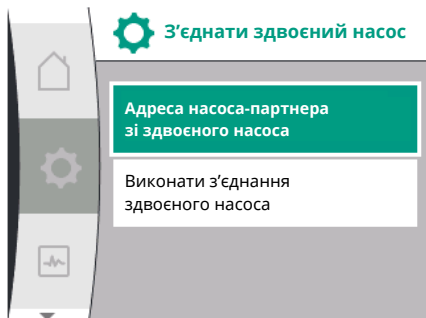 З’єднати здвоєний насос
Адреса насоса-партнера
зі здвоєного насоса
Виконати з’єднання
здвоєного насоса